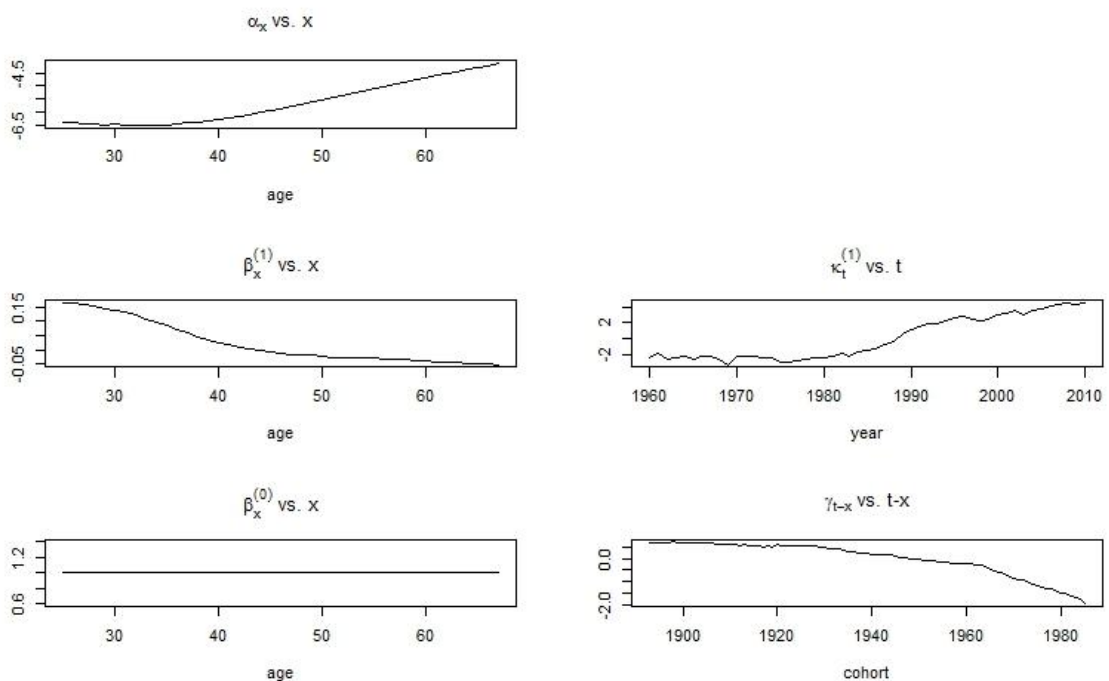 αₓ vs. x
-6.5 -4.5
30 40 50 60
age
βₓ⁽¹⁾ vs. x
-0.05 0.15
30 40 50 60
age
κₜ⁽¹⁾ vs. t
-2 2
1960 1970 1980 1990 2000 2010
year
βₓ⁽⁰⁾ vs. x
0.6 1.2
30 40 50 60
age
γₜ₋ₓ vs. t-x
-2.0 0.0
1900 1920 1940 1960 1980
cohort